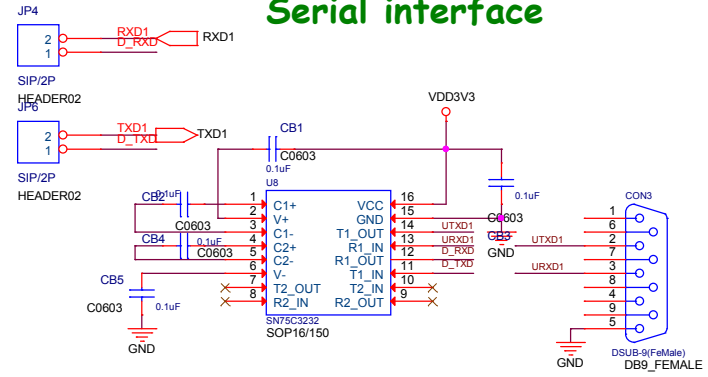 Serial interface
JP4
2
1
RXD1
D_RXD
RXD1
SIP/2P
HEADER02
JP6
2
1
TXD1
D_TXD
TXD1
SIP/2P
HEADER02
VDD3V3
CB1
C0603
0.1uF
U8
CB2
0.1uF
C0603
CB4
0.1uF
C0603
CB5
C0603
0.1uF
GND
1 C1+ VCC 16
2 V+ GND 15
3 C1- T1_OUT 14 UTXD1
4 C2+ R1_IN 13 URXD1
5 C2- R1_OUT 12 D_RXD
6 V- T1_IN 11 D_TXD
7 T2_OUT T2_IN 10
8 R2_IN R2_OUT 9
SN75C3232
SOP16/150
0.1uF
C0603
CB3
GND
UTXD1
URXD1
CON3
1
6
2
7
3
8
4
9
5
GND
DSUB-9(FeMale)
DB9_FEMALE